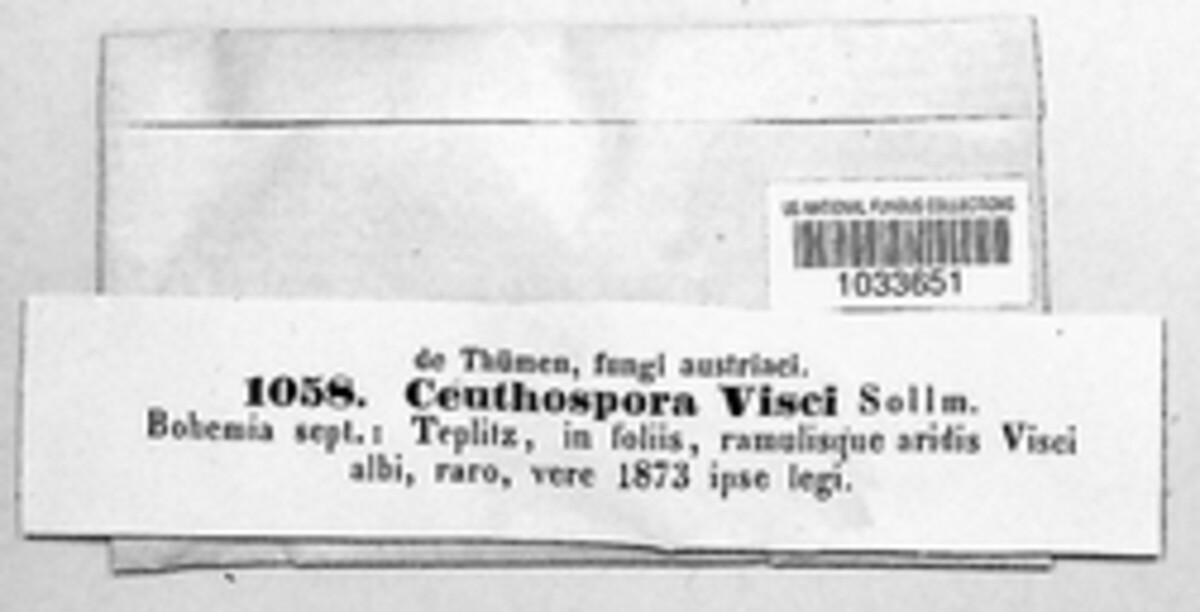 US NATIONAL FUNGUS COLLECTIONS
1033651
de Thümen, fungi austriaci.
1058. Ceuthospora Visci Sollm.
Bohemia sept.: Teplitz, in foliis, ramulisque aridis Visci
albi, raro, vere 1873 ipse legi.